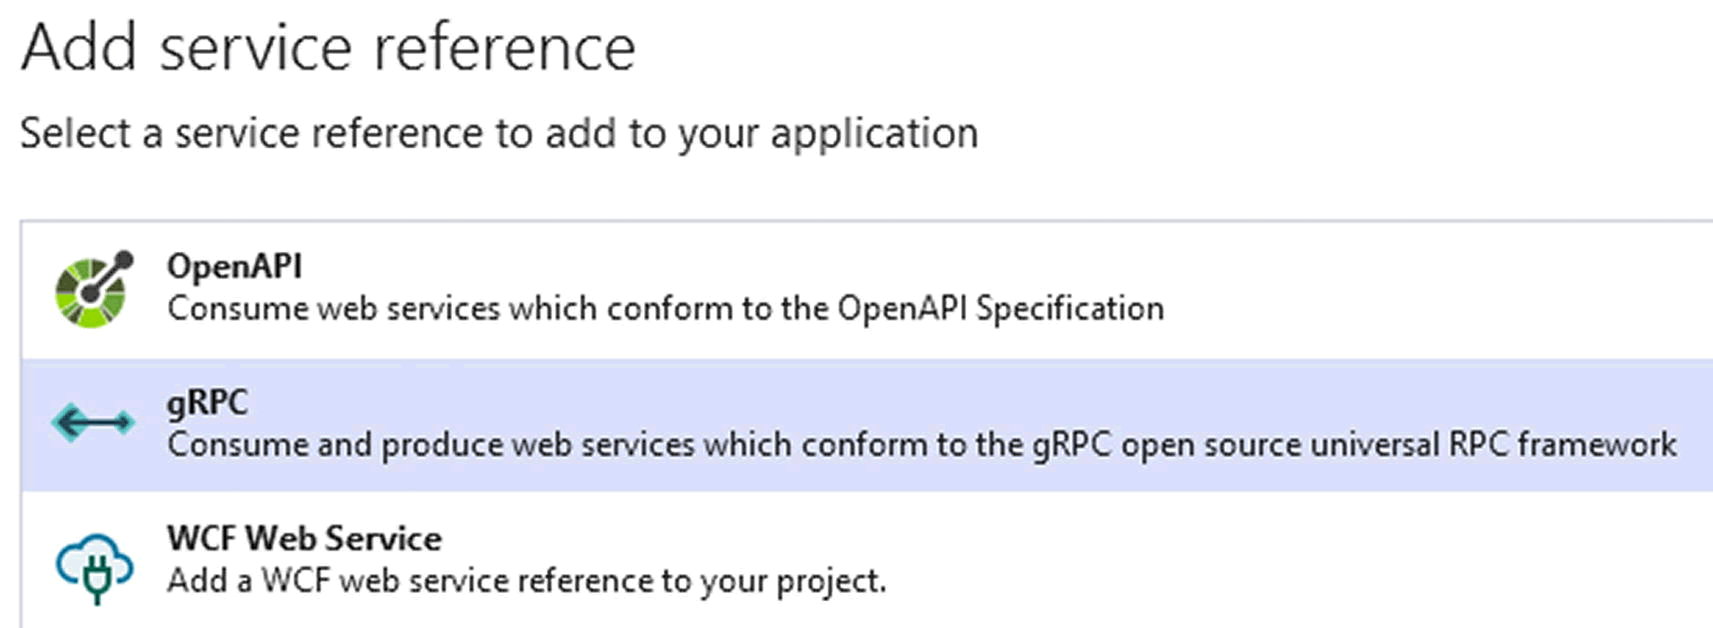 Add service reference
Select a service reference to add to your application
OpenAPI
Consume web services which conform to the OpenAPI Specification
gRPC
Consume and produce web services which conform to the gRPC open source universal RPC framework
WCF Web Service
Add a WCF web service reference to your project.